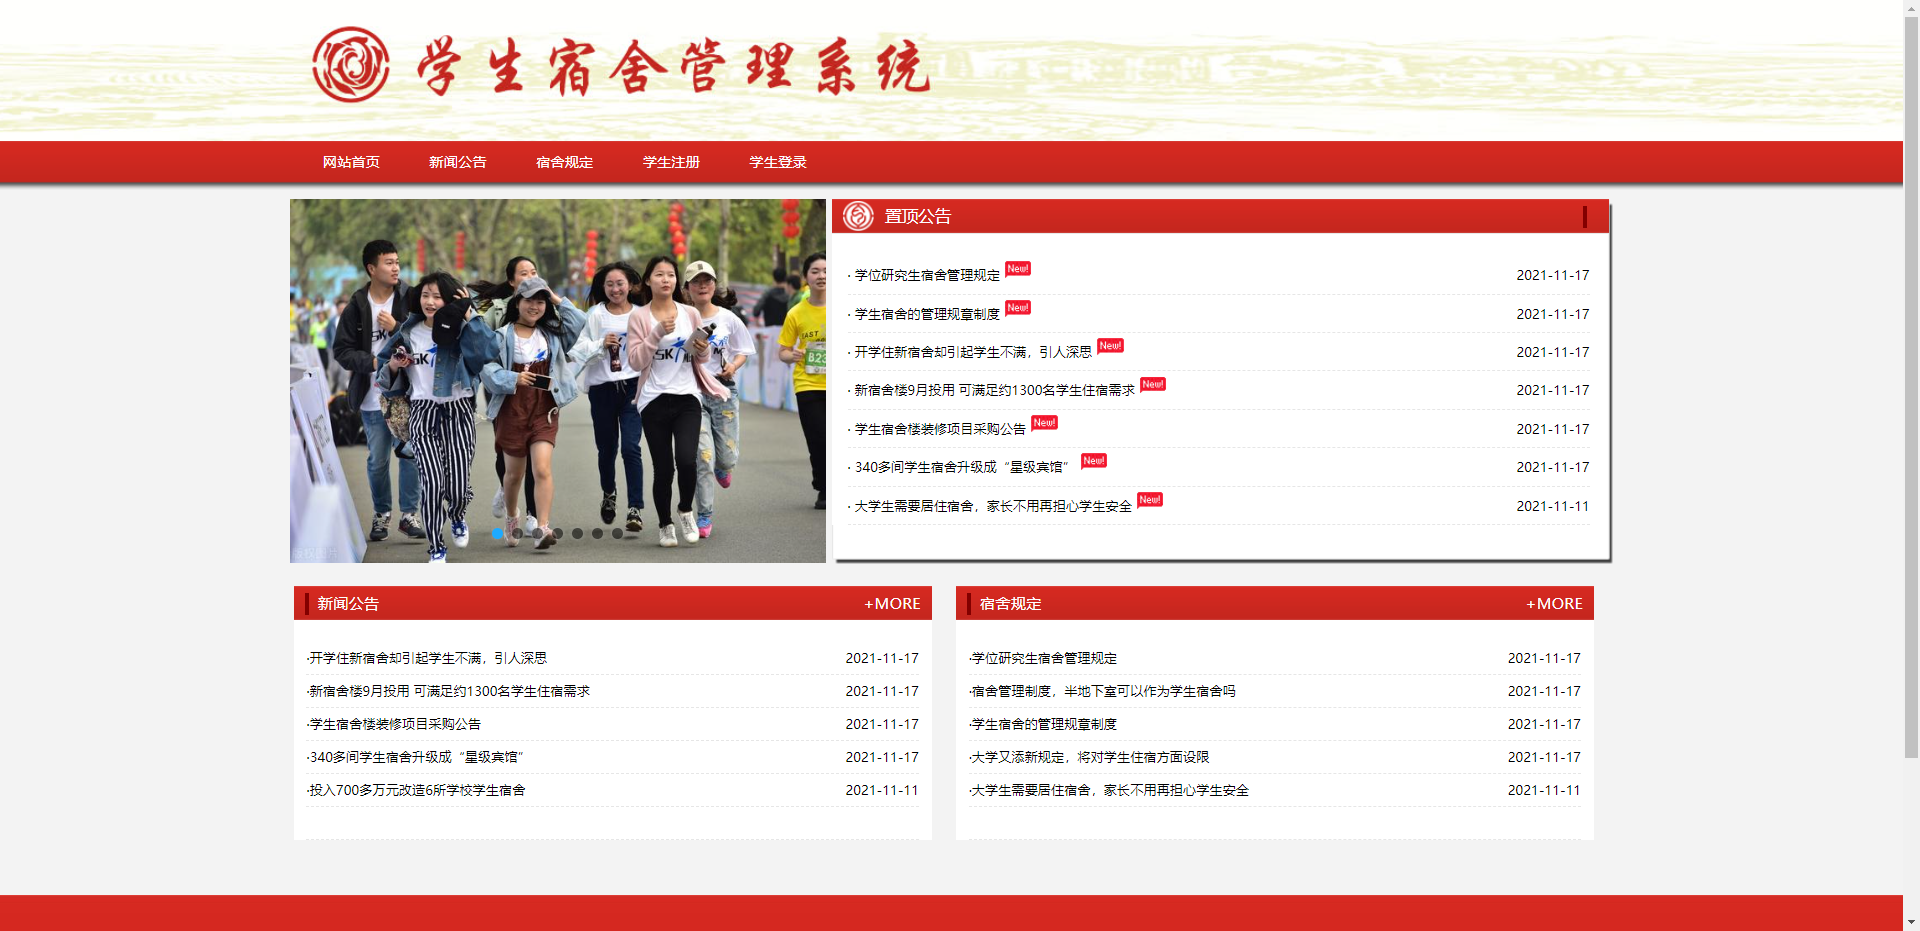 学生宿舍管理系统
网站首页 新闻公告 宿舍规定 学生注册 学生登录
置顶公告
· 学位研究生宿舍管理规定 New! 2021-11-17
· 学生宿舍的管理规章制度 New! 2021-11-17
· 开学住新宿舍却引起学生不满，引人深思 New! 2021-11-17
· 新宿舍楼9月投用 可满足约1300名学生住宿需求 New! 2021-11-17
· 学生宿舍楼装修项目采购公告 New! 2021-11-17
· 340多间学生宿舍升级成“星级宾馆” New! 2021-11-17
· 大学生需要居住宿舍，家长不用再担心学生安全 New! 2021-11-11
新闻公告 +MORE
·开学住新宿舍却引起学生不满，引人深思 2021-11-17
·新宿舍楼9月投用 可满足约1300名学生住宿需求 2021-11-17
·学生宿舍楼装修项目采购公告 2021-11-17
·340多间学生宿舍升级成“星级宾馆” 2021-11-17
·投入700多万元改造6所学校学生宿舍 2021-11-11
宿舍规定 +MORE
·学位研究生宿舍管理规定 2021-11-17
·宿舍管理制度，半地下室可以作为学生宿舍吗 2021-11-17
·学生宿舍的管理规章制度 2021-11-17
·大学又添新规定，将对学生住宿方面设限 2021-11-17
·大学生需要居住宿舍，家长不用再担心学生安全 2021-11-11